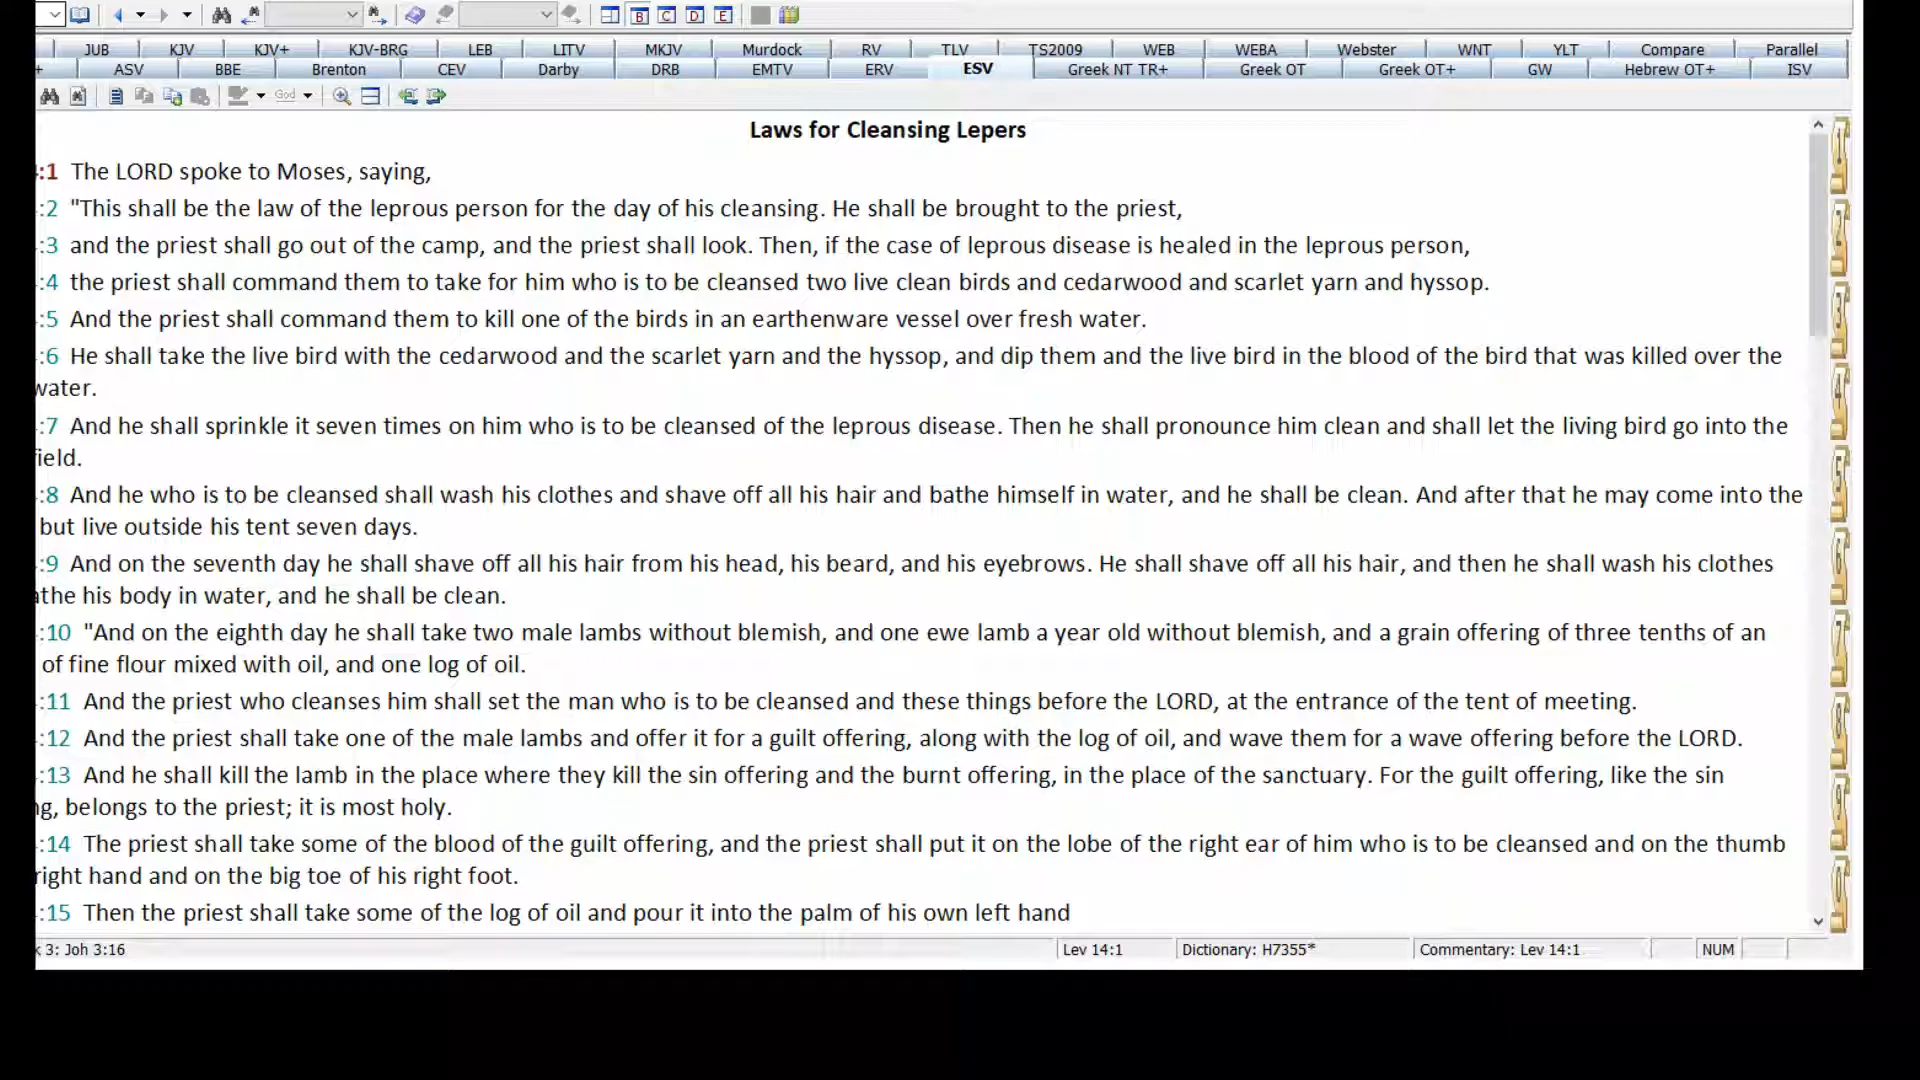 JUB KJV KJV+ KJV-BRG LEB LITV MKJV Murdock RV TLV TS2009 WEB WEBA Webster WNT YLT Compare Parallel
+ ASV BBE Brenton CEV Darby DRB EMTV ERV ESV Greek NT TR+ Greek OT Greek OT+ GW Hebrew OT+ ISV
God
Laws for Cleansing Lepers
:1 The LORD spoke to Moses, saying,
:2 "This shall be the law of the leprous person for the day of his cleansing. He shall be brought to the priest,
:3 and the priest shall go out of the camp, and the priest shall look. Then, if the case of leprous disease is healed in the leprous person,
:4 the priest shall command them to take for him who is to be cleansed two live clean birds and cedarwood and scarlet yarn and hyssop.
:5 And the priest shall command them to kill one of the birds in an earthenware vessel over fresh water.
:6 He shall take the live bird with the cedarwood and the scarlet yarn and the hyssop, and dip them and the live bird in the blood of the bird that was killed over the
water.
:7 And he shall sprinkle it seven times on him who is to be cleansed of the leprous disease. Then he shall pronounce him clean and shall let the living bird go into the
ield.
:8 And he who is to be cleansed shall wash his clothes and shave off all his hair and bathe himself in water, and he shall be clean. And after that he may come into the
but live outside his tent seven days.
:9 And on the seventh day he shall shave off all his hair from his head, his beard, and his eyebrows. He shall shave off all his hair, and then he shall wash his clothes
athe his body in water, and he shall be clean.
:10 "And on the eighth day he shall take two male lambs without blemish, and one ewe lamb a year old without blemish, and a grain offering of three tenths of an
of fine flour mixed with oil, and one log of oil.
:11 And the priest who cleanses him shall set the man who is to be cleansed and these things before the LORD, at the entrance of the tent of meeting.
:12 And the priest shall take one of the male lambs and offer it for a guilt offering, along with the log of oil, and wave them for a wave offering before the LORD.
:13 And he shall kill the lamb in the place where they kill the sin offering and the burnt offering, in the place of the sanctuary. For the guilt offering, like the sin
ng, belongs to the priest; it is most holy.
:14 The priest shall take some of the blood of the guilt offering, and the priest shall put it on the lobe of the right ear of him who is to be cleansed and on the thumb
right hand and on the big toe of his right foot.
:15 Then the priest shall take some of the log of oil and pour it into the palm of his own left hand
k 3: Joh 3:16 Lev 14:1 Dictionary: H7355* Commentary: Lev 14:1 NUM